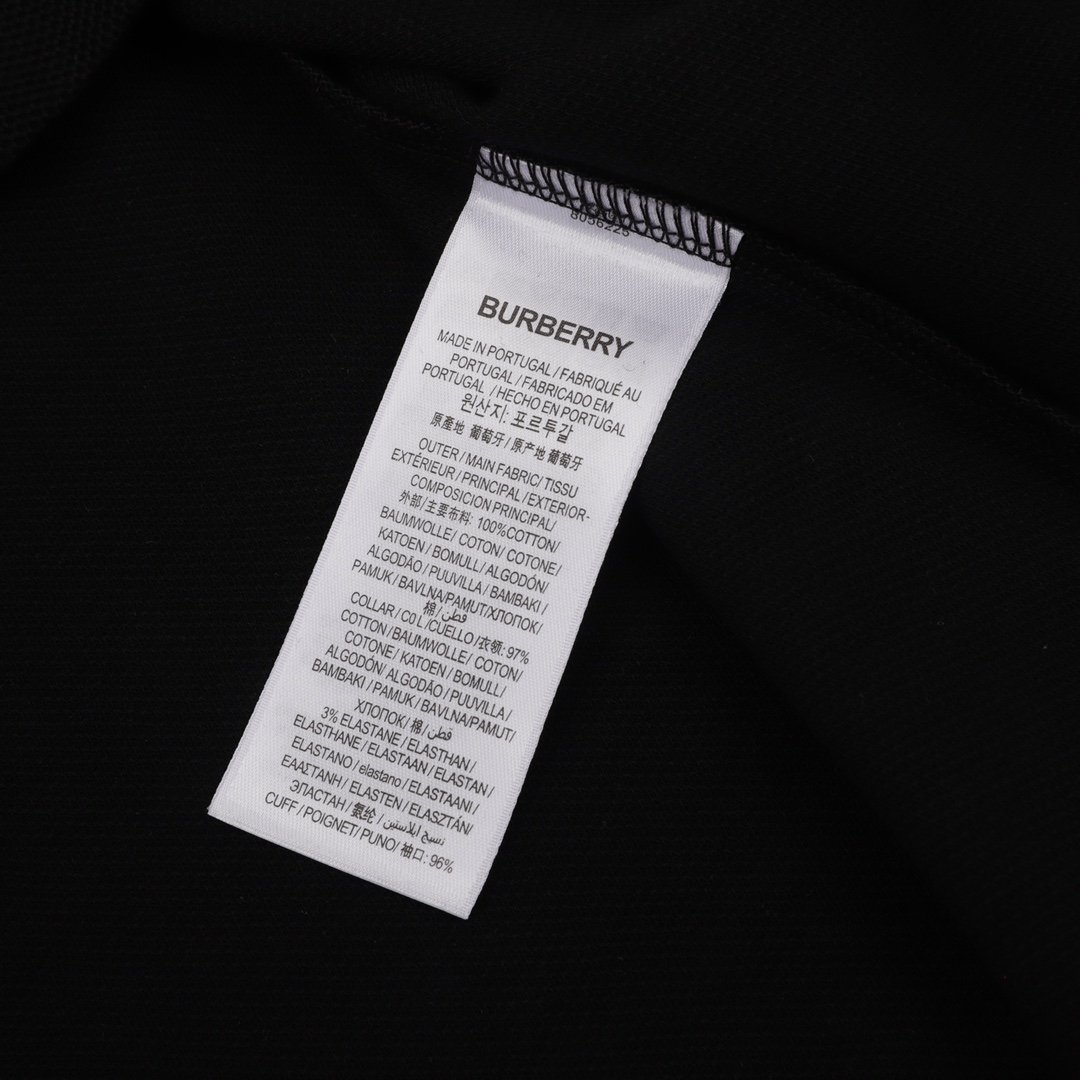 8056225
BURBERRY
MADE IN PORTUGAL / FABRIQUÉ AU
PORTUGAL / FABRICADO EM
PORTUGAL / HECHO EN PORTUGAL
원산지: 포르투갈
原產地 葡萄牙 / 原产地 葡萄牙
OUTER / MAIN FABRIC/ TISSU
EXTÉRIEUR / PRINCIPAL / EXTERIOR-
COMPOSICION PRINCIPAL/
外部/主要布料: 100%COTTON/
BAUMWOLLE/ COTON/ COTONE/
KATOEN / BOMULL / ALGODÓN/
ALGODÃO / PUUVILLA / BAMBAKI /
PAMUK / BAVLNA/PAMUT/ХЛОПОК/
棉/قطن/
COLLAR / C0 L /CUELLO /衣领: 97%
COTTON / BAUMWOLLE / COTON/
COTONE / KATOEN / BOMULL/
ALGODÓN/ ALGODÃO / PUUVILLA /
BAMBAKI / PAMUK / BAVLNA/PAMUT/
ХЛОПОК/ 棉 /قطن/
3% ELASTANE / ELASTHAN /
ELASTHANE / ELASTAAN / ELASTAN /
ELASTANO / elastano / ELASTAANI /
ΕΛΑΣΤΑΝΗ / ELASTEN / ELASZTÁN/
ЭЛАСТАН / 氨纶 / نسيج ايلاستين /
CUFF / POIGNET/ PUNO/ 袖口: 96%